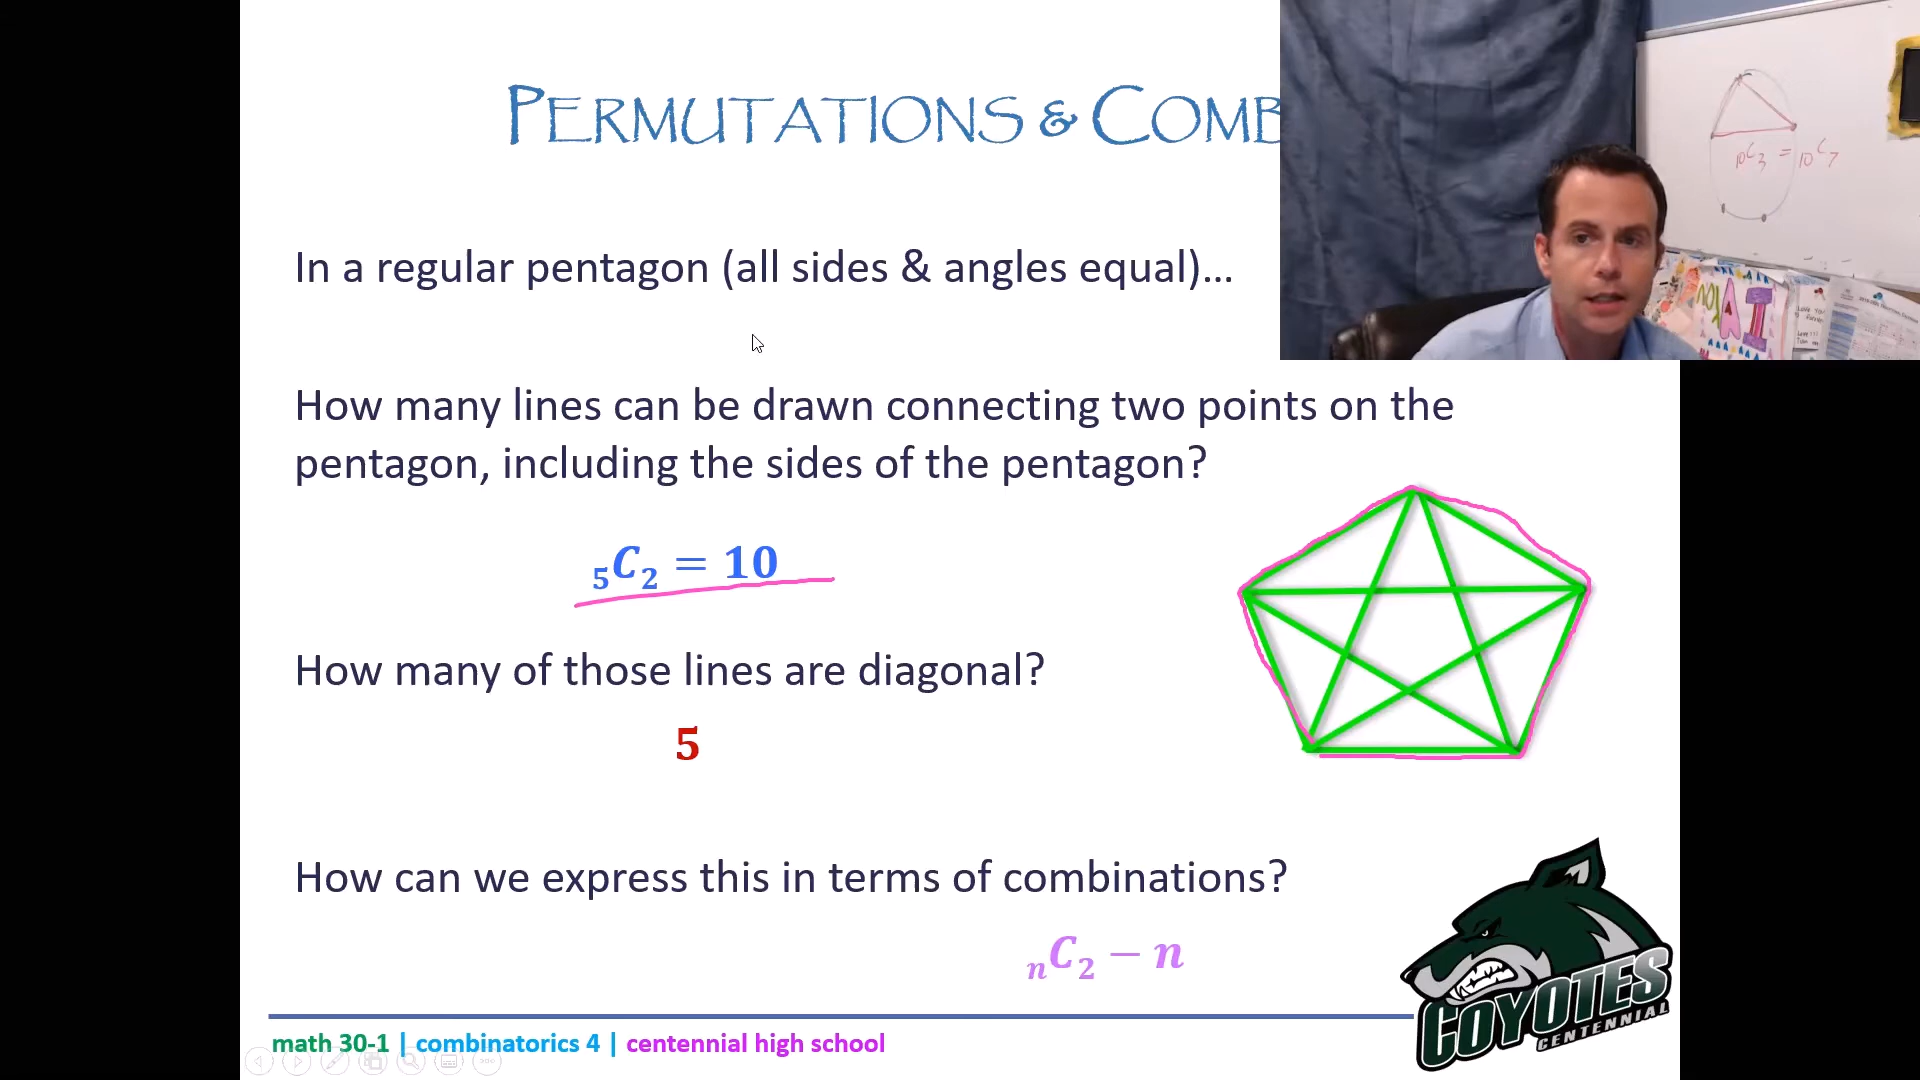 PERMUTATIONS & COMB
₁₀C₃ = ₁₀C₇
In a regular pentagon (all sides & angles equal)…
How many lines can be drawn connecting two points on the
pentagon, including the sides of the pentagon?
₅C₂ = 10
How many of those lines are diagonal?
5
How can we express this in terms of combinations?
ₙC₂ − n
COYOTES
CENTENNIAL
math 30-1 | combinatorics 4 | centennial high school